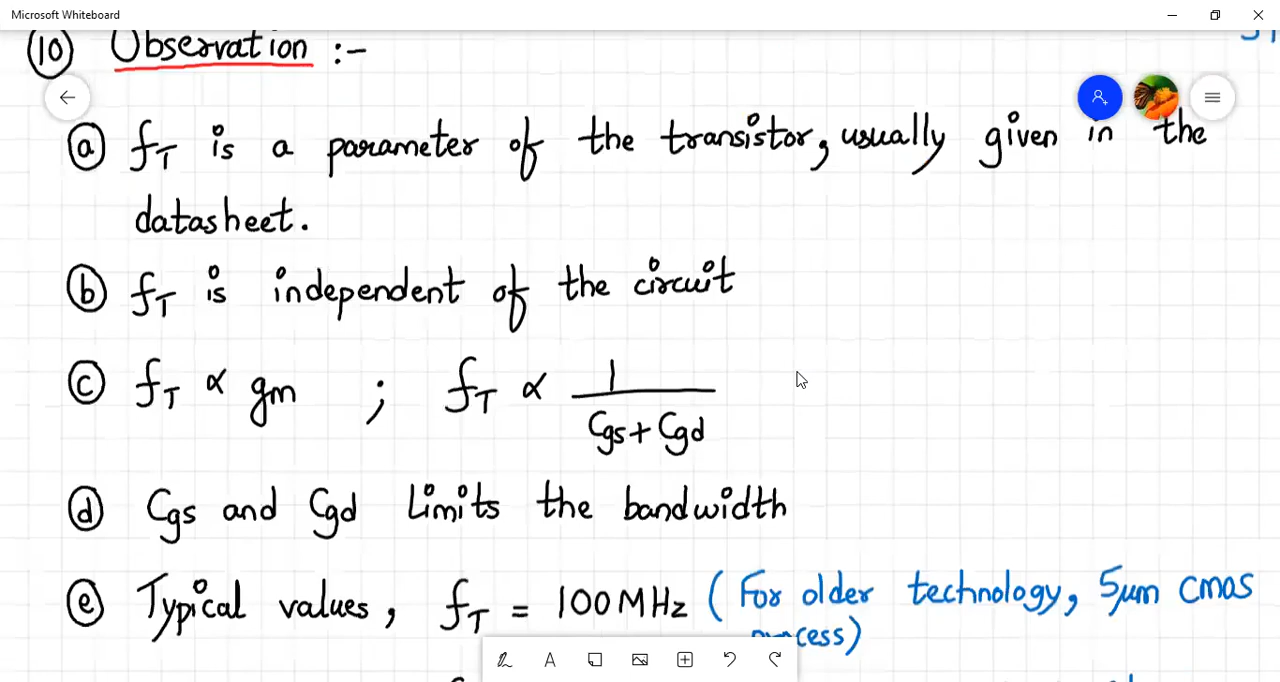 Microsoft Whiteboard
(10) Observation :-
(a) fT is a parameter of the transistor, usually given in the
datasheet.
(b) fT is independent of the circuit
(c) fT ∝ gm ; fT ∝ 1 / (Cgs + Cgd)
(d) Cgs and Cgd Limits the bandwidth
(e) Typical values, fT = 100MHz (For older technology, 5μm cmos
process)
A